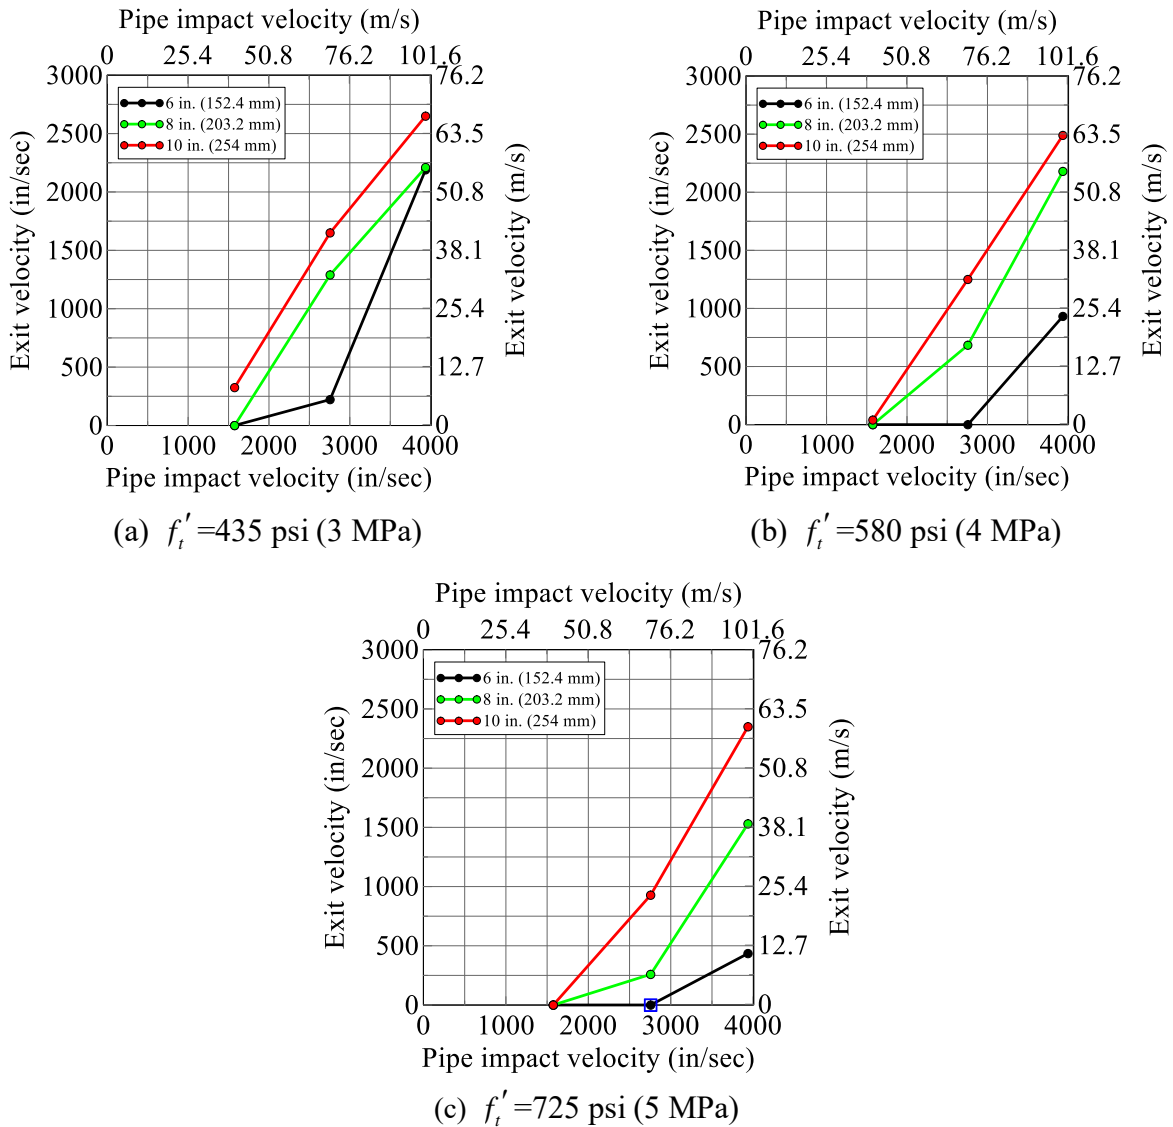 Pipe impact velocity (m/s)
0 25.4 50.8 76.2 101.6
3000 76.2
6 in. (152.4 mm)
8 in. (203.2 mm)
10 in. (254 mm)
2500 63.5
2000 50.8
1500 38.1
1000 25.4
500 12.7
0 0
Exit velocity (in/sec)
Exit velocity (m/s)
0 1000 2000 3000 4000
Pipe impact velocity (in/sec)
(a) fₜ′=435 psi (3 MPa)
Pipe impact velocity (m/s)
0 25.4 50.8 76.2 101.6
3000 76.2
6 in. (152.4 mm)
8 in. (203.2 mm)
10 in. (254 mm)
2500 63.5
2000 50.8
1500 38.1
1000 25.4
500 12.7
0 0
Exit velocity (in/sec)
Exit velocity (m/s)
0 1000 2000 3000 4000
Pipe impact velocity (in/sec)
(b) fₜ′=580 psi (4 MPa)
Pipe impact velocity (m/s)
0 25.4 50.8 76.2 101.6
3000 76.2
6 in. (152.4 mm)
8 in. (203.2 mm)
10 in. (254 mm)
2500 63.5
2000 50.8
1500 38.1
1000 25.4
500 12.7
0 0
Exit velocity (in/sec)
Exit velocity (m/s)
0 1000 2000 3000 4000
Pipe impact velocity (in/sec)
(c) fₜ′=725 psi (5 MPa)